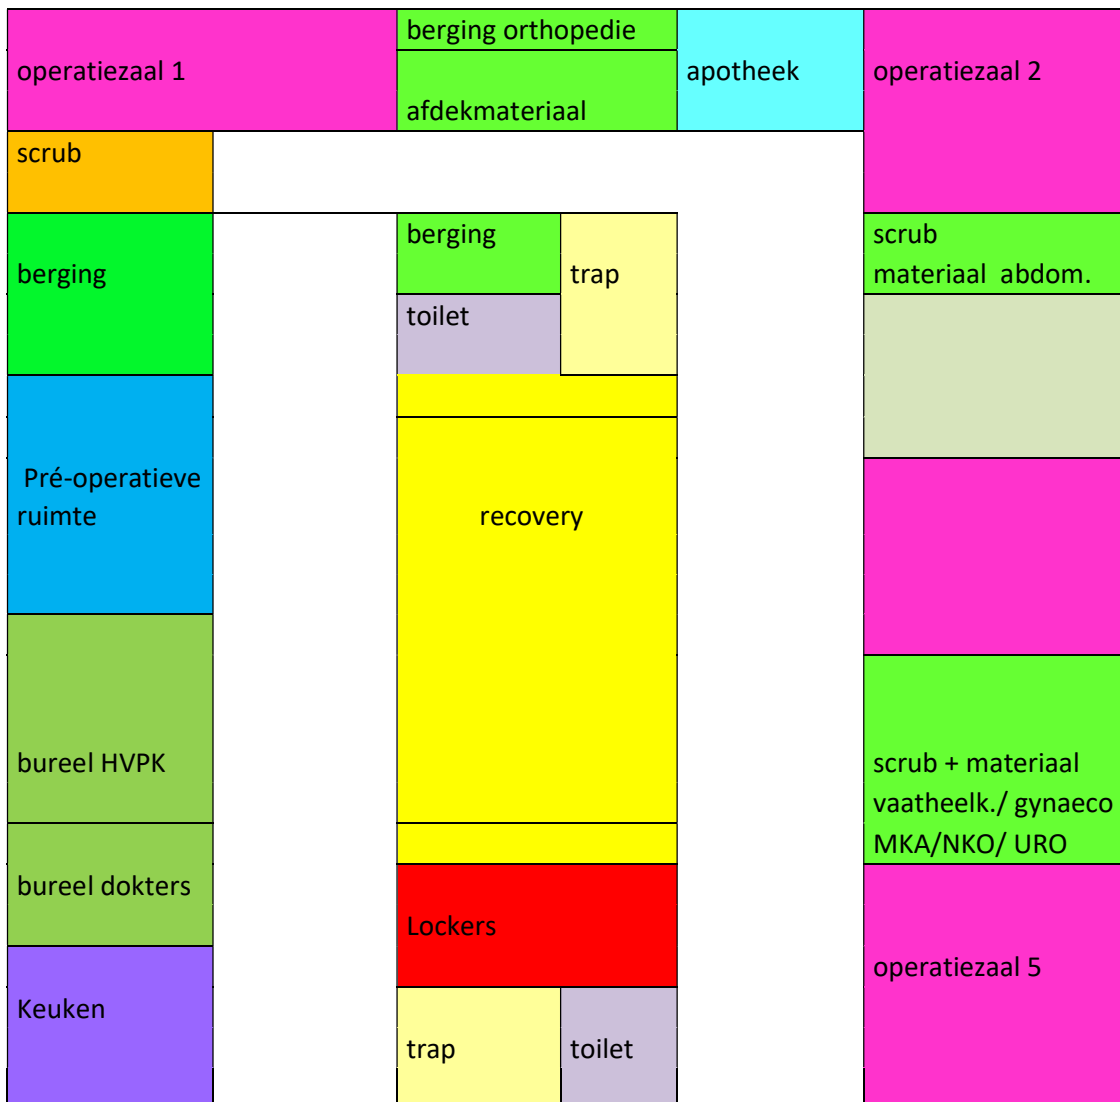 berging orthopedie
operatiezaal 1
apotheek
operatiezaal 2
afdekmateriaal
scrub
berging
scrub
berging
trap
materiaal  abdom.
toilet
Pré-operatieve
ruimte
recovery
bureel HVPK
scrub + materiaal
vaatheelk./ gynaeco
MKA/NKO/ URO
bureel dokters
Lockers
operatiezaal 5
Keuken
trap
toilet